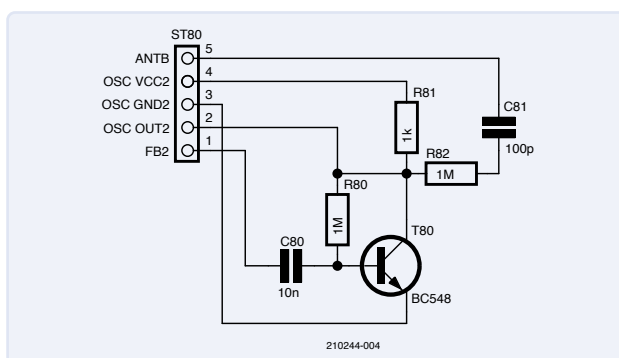 ST80
ANTB 5
OSC VCC2 4
OSC GND2 3
OSC OUT2 2
FB2 1
R81
1k
C81
100p
R82
1M
R80
1M
C80
10n
T80
BC548
210244-004